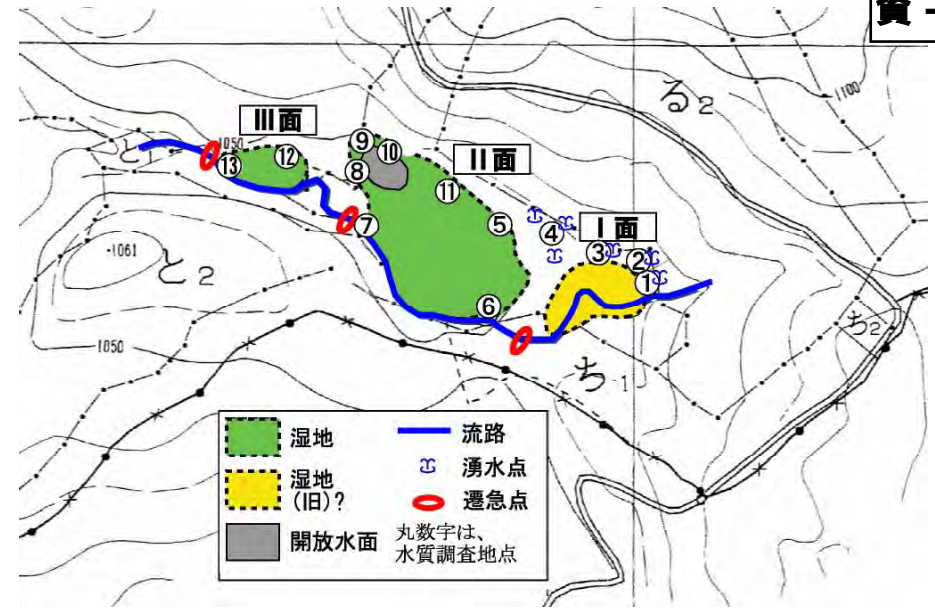 資-
1100
る2
Ⅲ面
1050
と1
⑬
⑫
⑨
⑩
⑧
Ⅱ面
⑪
⑤
⑦
⑥
④
Ⅰ面
③
②
①
・1061
と2
1050
ち1
ち2
湿地
湿地
(旧)?
開放水面
流路
湧水点
遷急点
丸数字は、
水質調査地点